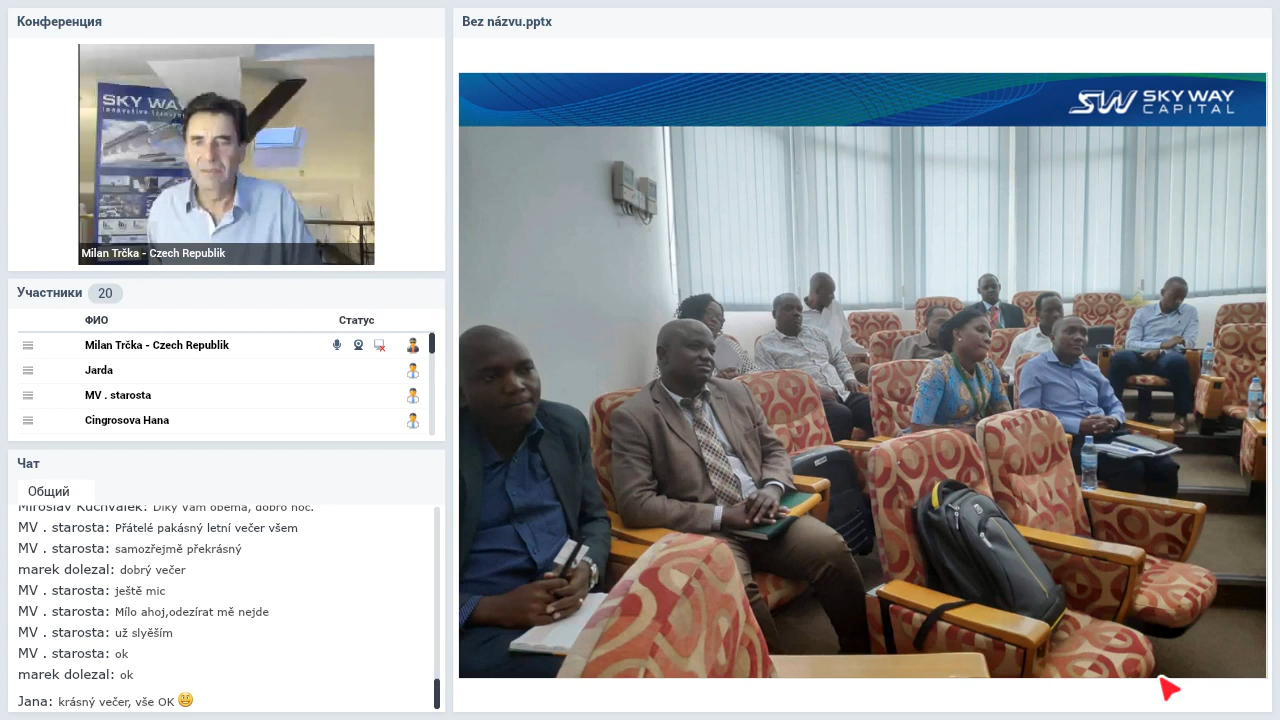 Конференция
SKY WAY
Milan Trčka - Czech Republik
Участники 20
ФИО Статус
Milan Trčka - Czech Republik
Jarda
MV . starosta
Cingrosova Hana
Чат
Общий
Miroslav Kuchválek: Díky Vám oběma, dobro noc.
MV . starosta: Přátelé pakásný letní večer všem
MV . starosta: samozřejmě překrásný
marek dolezal: dobrý večer
MV . starosta: ještě mic
MV . starosta: Mílo ahoj,odezírat mě nejde
MV . starosta: už slyěším
MV . starosta: ok
marek dolezal: ok
Jana: krásný večer, vše OK
Bez názvu.pptx
SW SKY WAY
CAPITAL